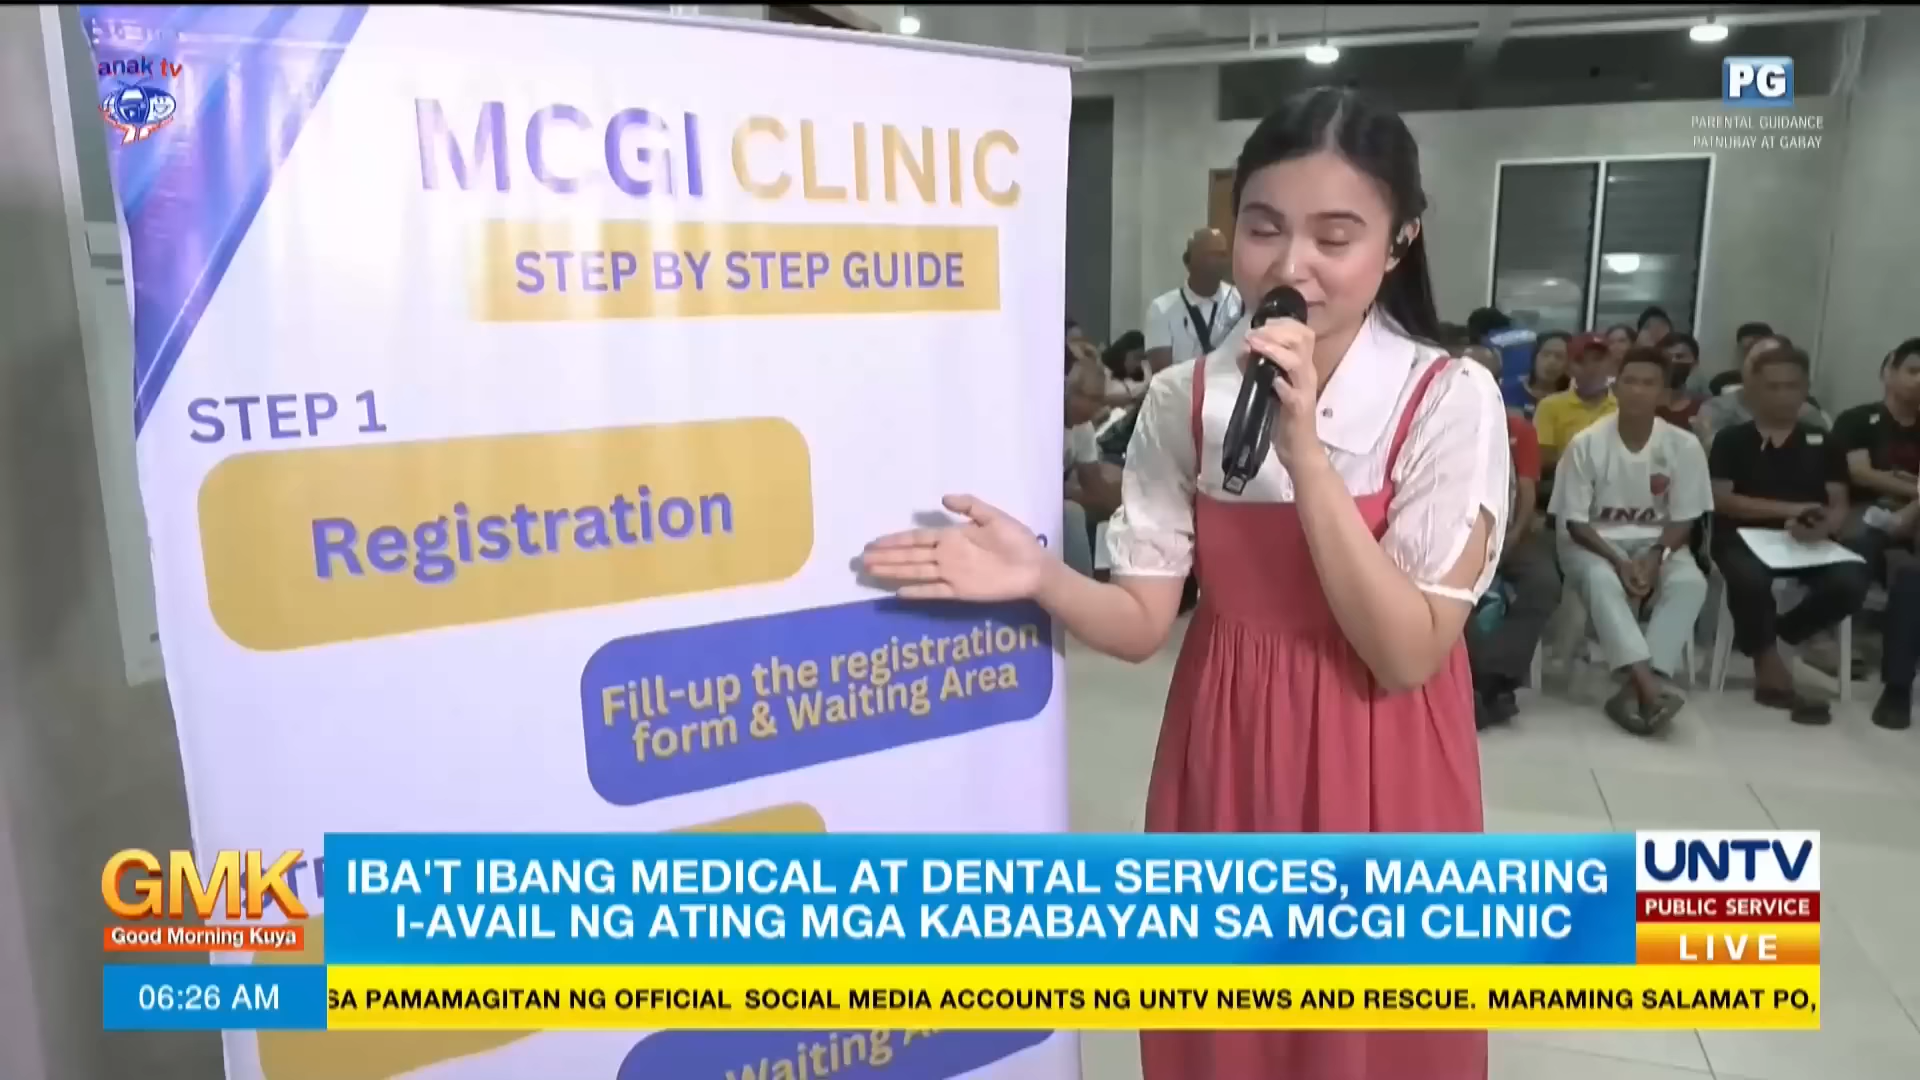 anak tv
PG
PARENTAL GUIDANCE
PATNUBAY AT GABAY
MCGI CLINIC
STEP BY STEP GUIDE
STEP 1
Registration
Fill-up the registration
form & Waiting Area
INA
GMK
Good Morning Kuya
IBA'T IBANG MEDICAL AT DENTAL SERVICES, MAAARING
I-AVAIL NG ATING MGA KABABAYAN SA MCGI CLINIC
UNTV
PUBLIC SERVICE
LIVE
06:26 AM
SA PAMAMAGITAN NG OFFICIAL SOCIAL MEDIA ACCOUNTS NG UNTV NEWS AND RESCUE. MARAMING SALAMAT PO,
Waiting